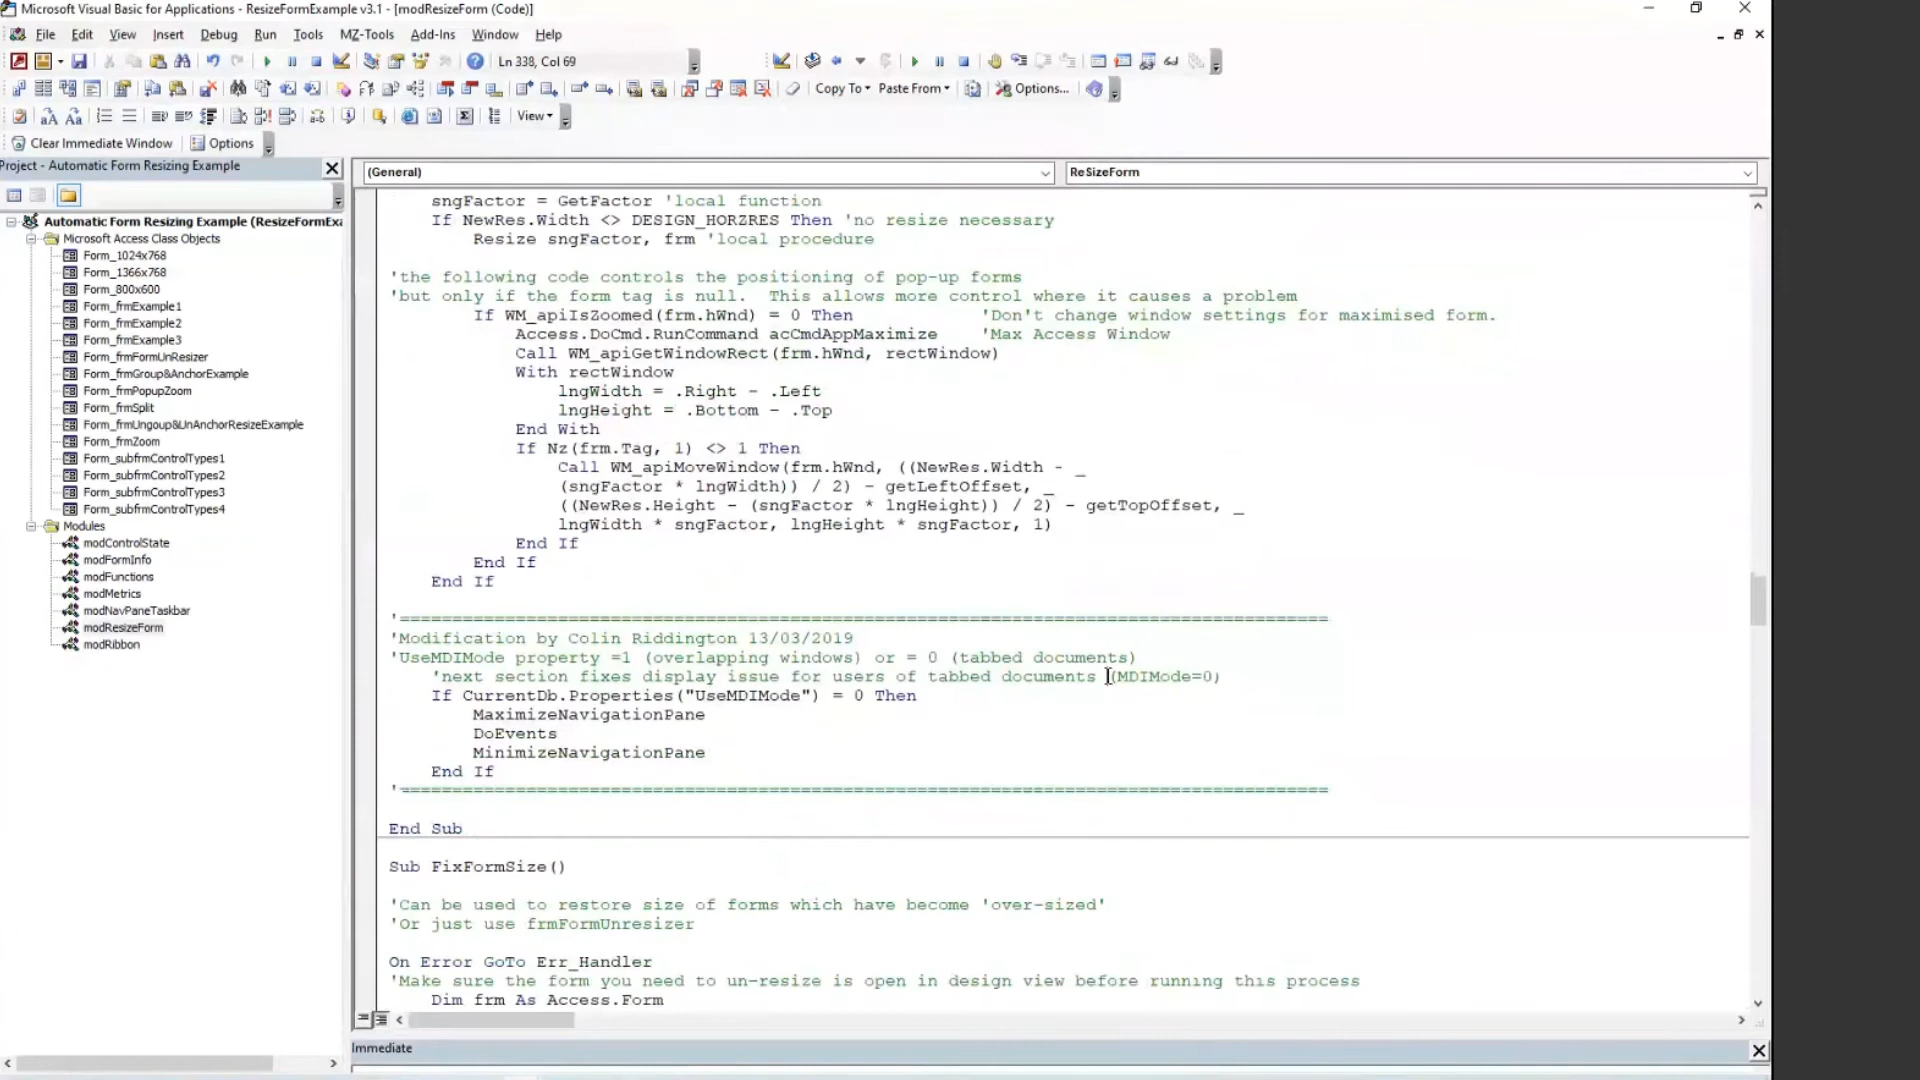 Microsoft Visual Basic for Applications - ResizeFormExample v3.1 - [modResizeForm (Code)]
File Edit View Insert Debug Run Tools MZ-Tools Add-Ins Window Help
Ln 338, Col 69
Copy To Paste From Options...
View
Clear Immediate Window Options
Project - Automatic Form Resizing Example
(General) ReSizeForm
Automatic Form Resizing Example (ResizeFormExa
Microsoft Access Class Objects
Form_1024x768
Form_1366x768
Form_800x600
Form_frmExample1
Form_frmExample2
Form_frmExample3
Form_frmFormUnResizer
Form_frmGroup&AnchorExample
Form_frmPopupZoom
Form_frmSplit
Form_frmUngoup&UnAnchorResizeExample
Form_frmZoom
Form_subfrmControlTypes1
Form_subfrmControlTypes2
Form_subfrmControlTypes3
Form_subfrmControlTypes4
Modules
modControlState
modFormInfo
modFunctions
modMetrics
modNavPaneTaskbar
modResizeForm
modRibbon
sngFactor = GetFactor 'local function
If NewRes.Width <> DESIGN_HORZRES Then 'no resize necessary
Resize sngFactor, frm 'local procedure
'the following code controls the positioning of pop-up forms
'but only if the form tag is null.  This allows more control where it causes a problem
If WM_apiIsZoomed(frm.hWnd) = 0 Then 'Don't change window settings for maximised form.
Access.DoCmd.RunCommand acCmdAppMaximize 'Max Access Window
Call WM_apiGetWindowRect(frm.hWnd, rectWindow)
With rectWindow
lngWidth = .Right - .Left
lngHeight = .Bottom - .Top
End With
If Nz(frm.Tag, 1) <> 1 Then
Call WM_apiMoveWindow(frm.hWnd, ((NewRes.Width - _
(sngFactor * lngWidth)) / 2) - getLeftOffset, _
((NewRes.Height - (sngFactor * lngHeight)) / 2) - getTopOffset, _
lngWidth * sngFactor, lngHeight * sngFactor, 1)
End If
End If
End If
'========================================================================================
'Modification by Colin Riddington 13/03/2019
'UseMDIMode property =1 (overlapping windows) or = 0 (tabbed documents)
'next section fixes display issue for users of tabbed documents (MDIMode=0)
If CurrentDb.Properties("UseMDIMode") = 0 Then
MaximizeNavigationPane
DoEvents
MinimizeNavigationPane
End If
'========================================================================================
End Sub
Sub FixFormSize()
'Can be used to restore size of forms which have become 'over-sized'
'Or just use frmFormUnresizer
On Error GoTo Err_Handler
'Make sure the form you need to un-resize is open in design view before running this process
Dim frm As Access.Form
Immediate